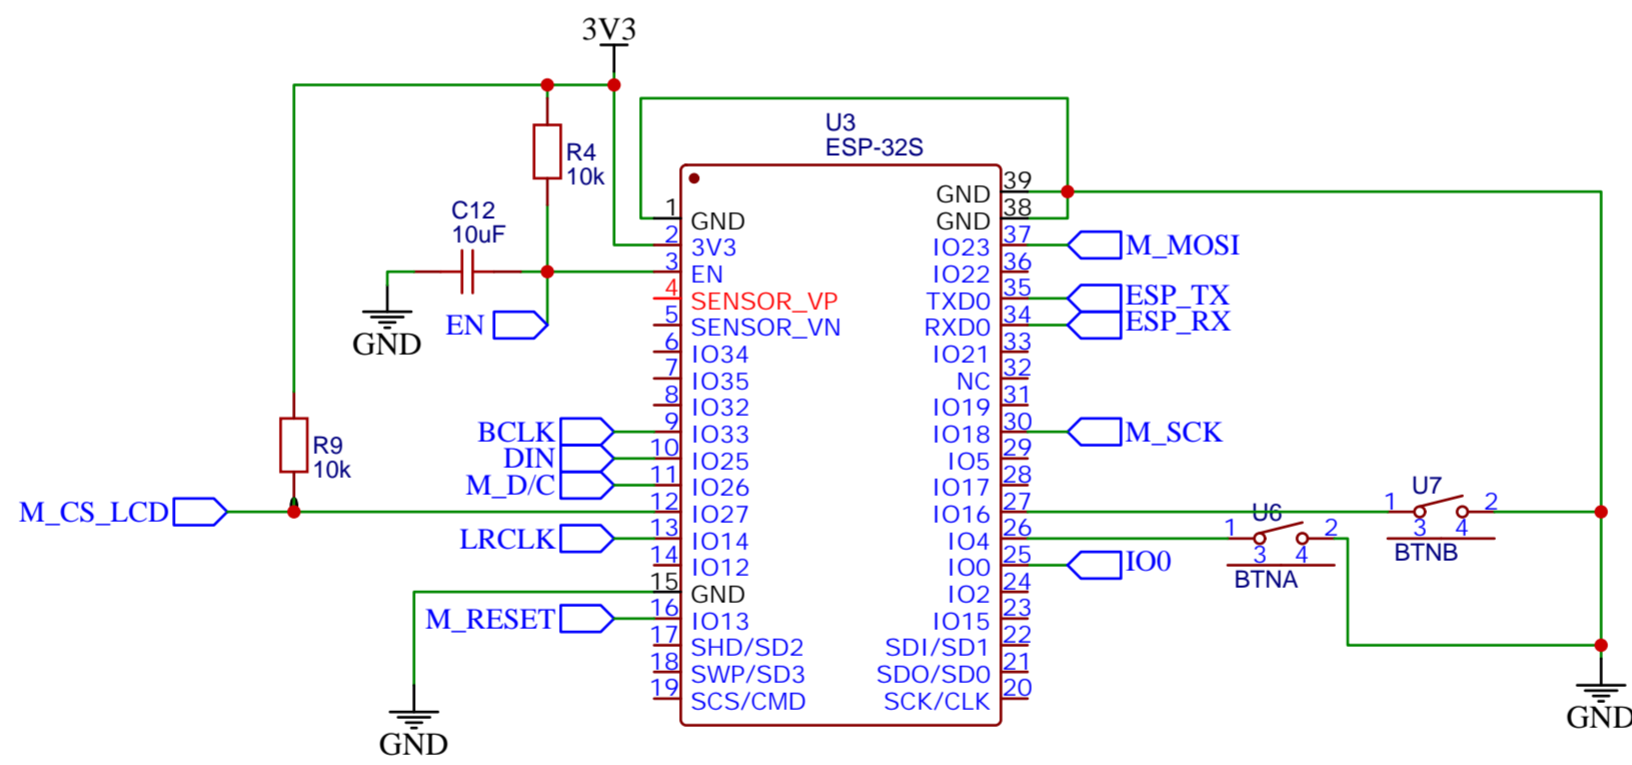 3V3
U3
ESP-32S
R4
10k
C12
10uF
GND
EN
R9
10k
M_CS_LCD
BCLK
DIN
M_D/C
LRCLK
M_RESET
GND
1 GND
2 3V3
3 EN
4 SENSOR_VP
5 SENSOR_VN
6 IO34
7 IO35
8 IO32
9 IO33
10 IO25
11 IO26
12 IO27
13 IO14
14 IO12
15 GND
16 IO13
17 SHD/SD2
18 SWP/SD3
19 SCS/CMD
GND 39
GND 38
IO23 37
IO22 36
TXD0 35
RXD0 34
IO21 33
NC 32
IO19 31
IO18 30
IO5 29
IO17 28
IO16 27
IO4 26
IO0 25
IO2 24
IO15 23
SDI/SD1 22
SDO/SD0 21
SCK/CLK 20
M_MOSI
ESP_TX
ESP_RX
M_SCK
IO0
U6
1 2
3 4
BTNA
U7
1 2
3 4
BTNB
GND